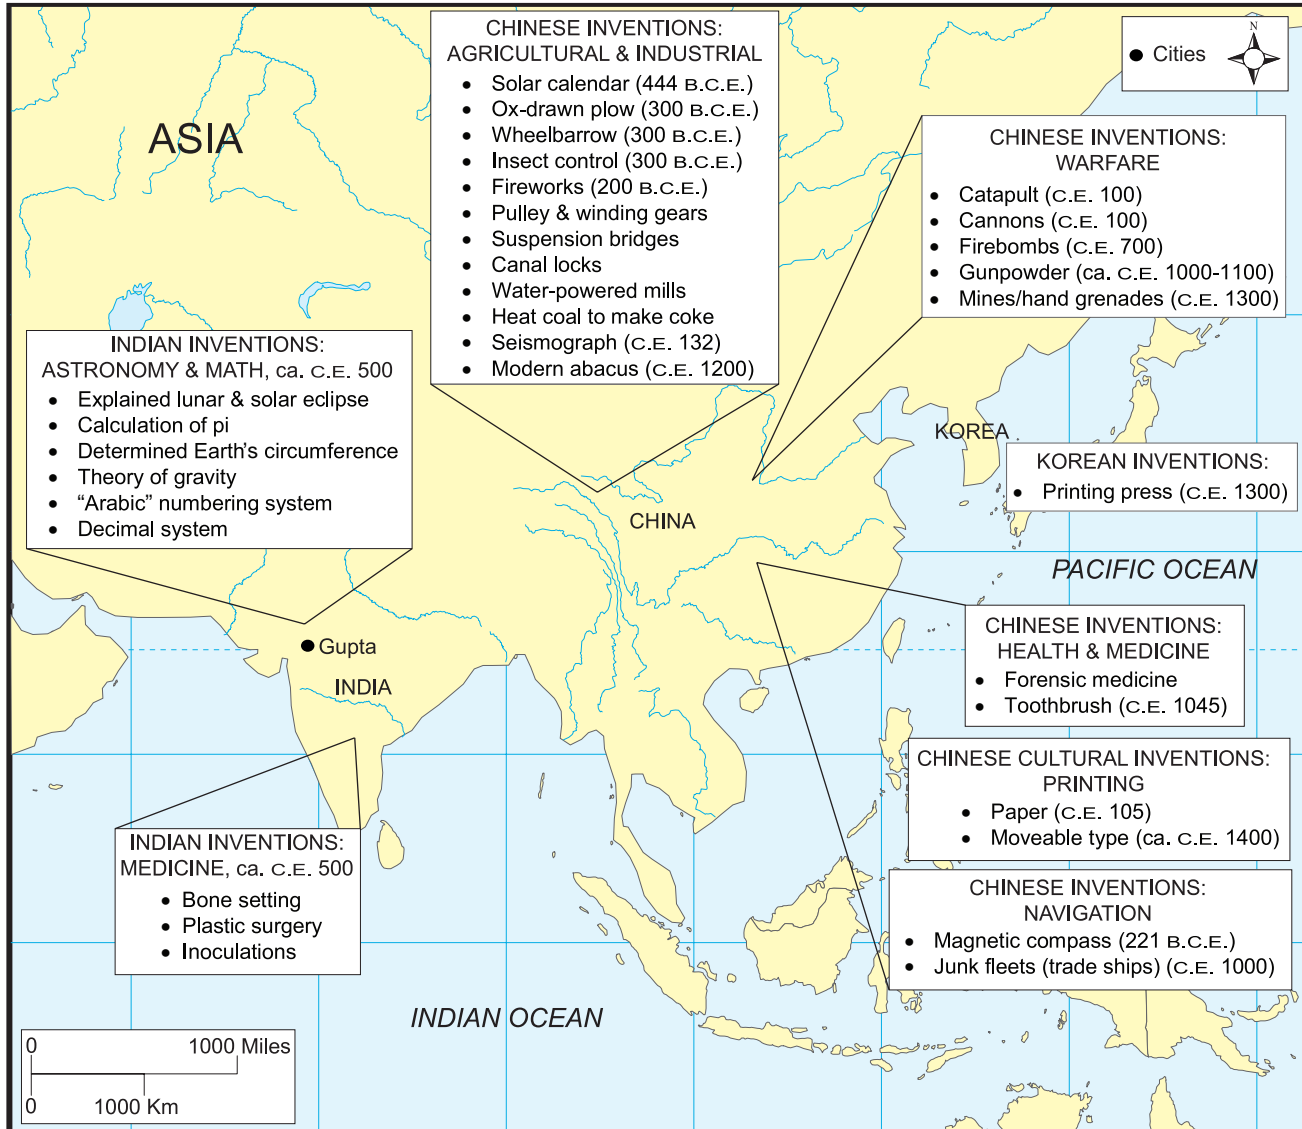 CHINESE INVENTIONS:
AGRICULTURAL & INDUSTRIAL
• Solar calendar (444 B.C.E.)
• Ox-drawn plow (300 B.C.E.)
• Wheelbarrow (300 B.C.E.)
• Insect control (300 B.C.E.)
• Fireworks (200 B.C.E.)
• Pulley & winding gears
• Suspension bridges
• Canal locks
• Water-powered mills
• Heat coal to make coke
• Seismograph (C.E. 132)
• Modern abacus (C.E. 1200)
N
Cities
ASIA
CHINESE INVENTIONS:
WARFARE
• Catapult (C.E. 100)
• Cannons (C.E. 100)
• Firebombs (C.E. 700)
• Gunpowder (ca. C.E. 1000-1100)
• Mines/hand grenades (C.E. 1300)
INDIAN INVENTIONS:
ASTRONOMY & MATH, ca. C.E. 500
• Explained lunar & solar eclipse
• Calculation of pi
• Determined Earth's circumference
• Theory of gravity
• “Arabic” numbering system
• Decimal system
KOREA
KOREAN INVENTIONS:
• Printing press (C.E. 1300)
CHINA
PACIFIC OCEAN
Gupta
INDIA
CHINESE INVENTIONS:
HEALTH & MEDICINE
• Forensic medicine
• Toothbrush (C.E. 1045)
CHINESE CULTURAL INVENTIONS:
PRINTING
• Paper (C.E. 105)
• Moveable type (ca. C.E. 1400)
INDIAN INVENTIONS:
MEDICINE, ca. C.E. 500
• Bone setting
• Plastic surgery
• Inoculations
CHINESE INVENTIONS:
NAVIGATION
• Magnetic compass (221 B.C.E.)
• Junk fleets (trade ships) (C.E. 1000)
INDIAN OCEAN
0 1000 Miles
0 1000 Km